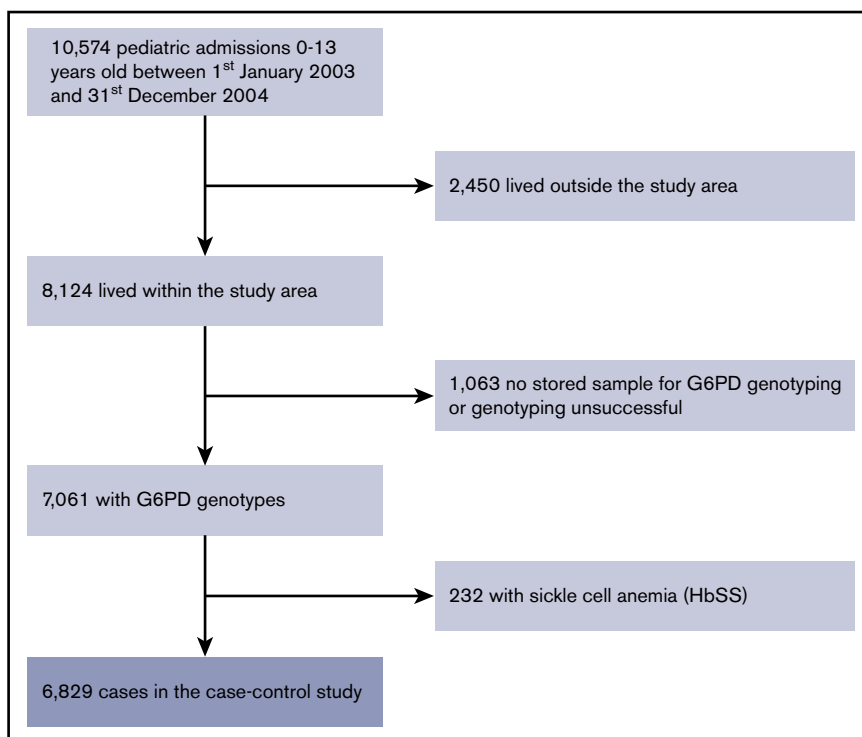 10,574 pediatric admissions 0-13
years old between 1st January 2003
and 31st December 2004
2,450 lived outside the study area
8,124 lived within the study area
1,063 no stored sample for G6PD genotyping
or genotyping unsuccessful
7,061 with G6PD genotypes
232 with sickle cell anemia (HbSS)
6,829 cases in the case-control study